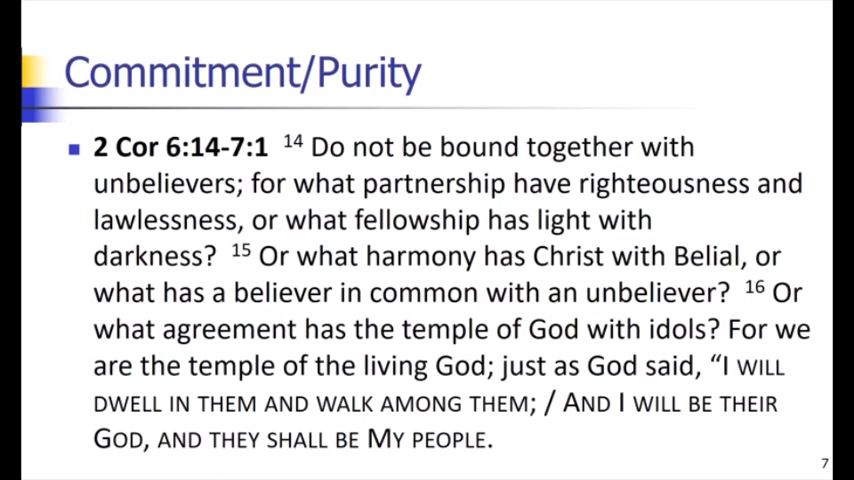 Commitment/Purity
2 Cor 6:14-7:1 14 Do not be bound together with
unbelievers; for what partnership have righteousness and
lawlessness, or what fellowship has light with
darkness? 15 Or what harmony has Christ with Belial, or
what has a believer in common with an unbeliever? 16 Or
what agreement has the temple of God with idols? For we
are the temple of the living God; just as God said, “I WILL
DWELL IN THEM AND WALK AMONG THEM; / AND I WILL BE THEIR
GOD, AND THEY SHALL BE MY PEOPLE.
7